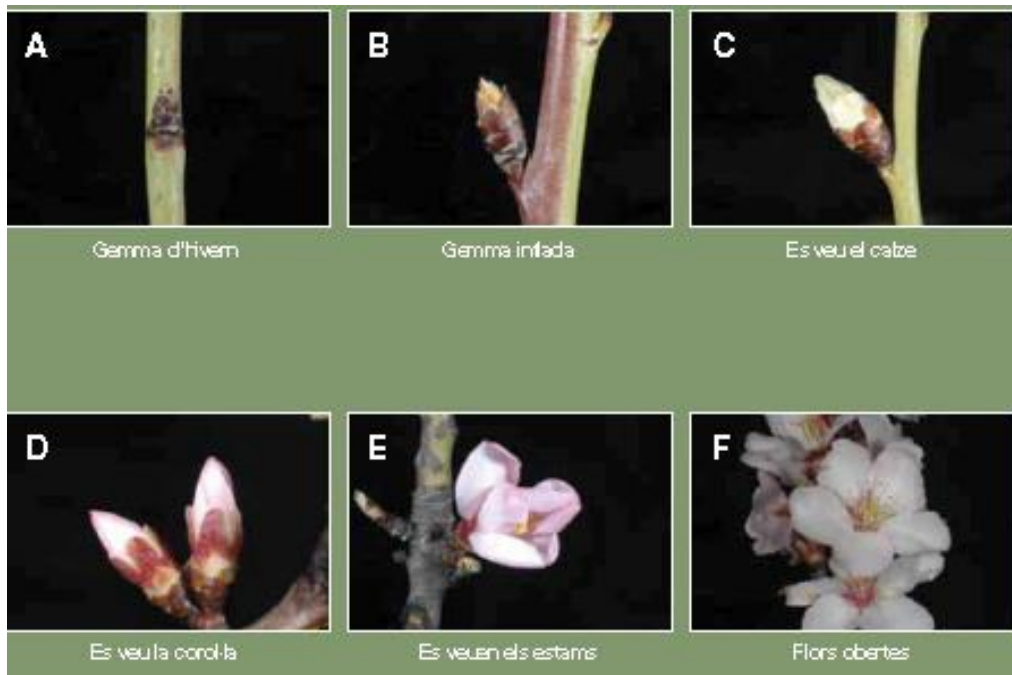 A
B
C
Gemma d'hivern
Gemma inflada
Es veu el calze
D
E
F
Es veu la corol·la
Es veuen els estams
Flors obertes